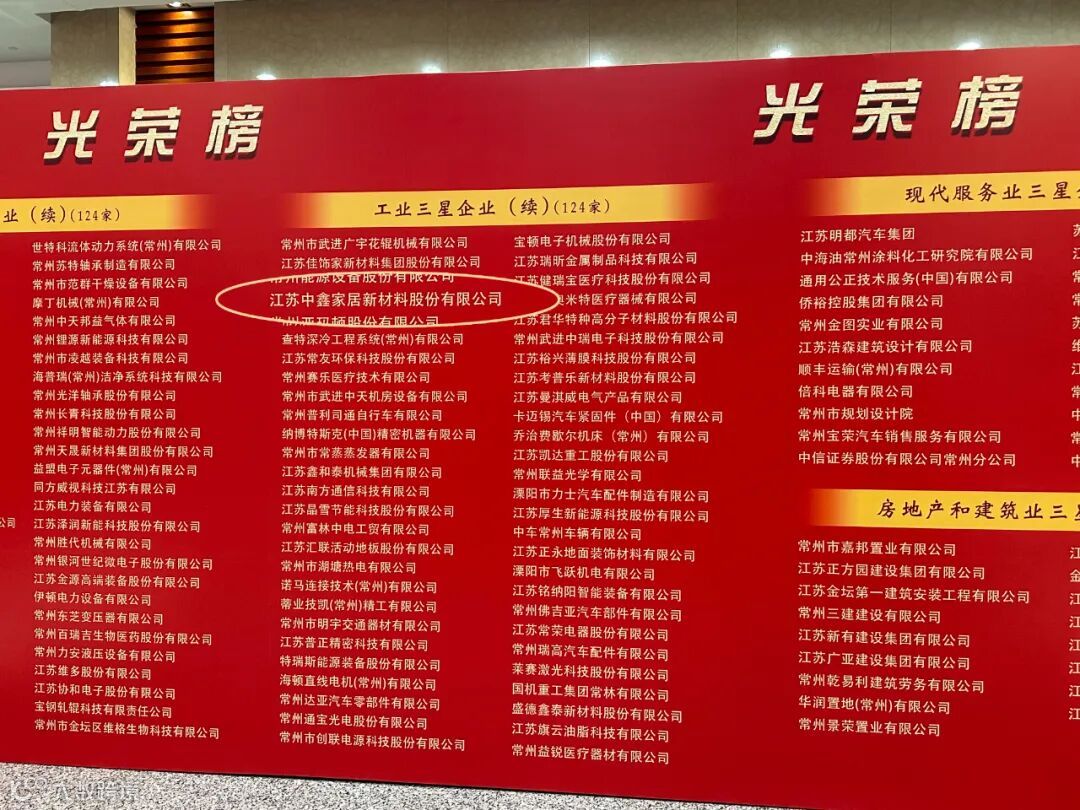 光荣榜
光荣榜
业（续）(124家)
世特科流体动力系统(常州)有限公司
常州苏特轴承制造有限公司
常州市范群干燥设备有限公司
摩丁机械(常州)有限公司
常州中天邦益气体有限公司
常州锂源新能源科技有限公司
常州市凌越装备科技有限公司
海普瑞(常州)洁净系统科技有限公司
常州光洋轴承股份有限公司
常州长青科技股份有限公司
常州祥明智能动力股份有限公司
常州天晟新材料集团股份有限公司
益盟电子元器件(常州)有限公司
同方威视科技江苏有限公司
江苏电力装备有限公司
公司
江苏泽润新能科技股份有限公司
常州胜代机械有限公司
常州银河世纪微电子股份有限公司
江苏金源高端装备股份有限公司
伊顿电力设备有限公司
常州东芝变压器有限公司
常州百瑞吉生物医药股份有限公司
常州力安液压设备有限公司
江苏维多股份有限公司
江苏协和电子股份有限公司
宝钢轧辊科技有限责任公司
常州市金坛区维格生物科技有限公司
工业三星企业（续）(124家)
常州市武进广宇花辊机械有限公司
江苏佳饰家新材料集团股份有限公司
常州能源设备股份有限公司
江苏中鑫家居新材料股份有限公司
常州亚玛顿股份有限公司
查特深冷工程系统(常州)有限公司
江苏常友环保科技股份有限公司
常州赛乐医疗技术有限公司
常州市武进中天机房设备有限公司
常州普利司通自行车有限公司
纳博特斯克(中国)精密机器有限公司
常州市常蒸蒸发器有限公司
江苏鑫和泰机械集团有限公司
江苏南方通信科技有限公司
江苏晶雪节能科技股份有限公司
常州富林中电工贸有限公司
江苏汇联活动地板股份有限公司
常州市湖塘热电有限公司
诺马连接技术(常州)有限公司
蒂业技凯(常州)精工有限公司
常州市明宇交通器材有限公司
江苏普正精密科技有限公司
特瑞斯能源装备股份有限公司
海顿直线电机(常州)有限公司
常州达亚汽车零部件有限公司
常州通宝光电股份有限公司
常州市创联电源科技股份有限公司
宝顿电子机械股份有限公司
江苏瑞昕金属制品科技有限公司
江苏健瑞宝医疗科技股份有限公司
奥米特医疗器械有限公司
江苏君华特种高分子材料股份有限公司
常州武进中瑞电子科技股份有限公司
江苏裕兴薄膜科技股份有限公司
江苏考普乐新材料股份有限公司
江苏曼淇威电气产品有限公司
卡迈锡汽车紧固件（中国）有限公司
乔治费歇尔机床（常州）有限公司
江苏凯达重工股份有限公司
常州联益光学有限公司
溧阳市力士汽车配件制造有限公司
江苏厚生新能源科技股份有限公司
中车常州车辆有限公司
江苏正永地面装饰材料有限公司
溧阳市飞跃机电有限公司
江苏铭纳阳智能装备有限公司
常州佛吉亚汽车部件有限公司
江苏常荣电器股份有限公司
常州瑞高汽车配件有限公司
莱赛激光科技股份有限公司
国机重工集团常林有限公司
盛德鑫泰新材料股份有限公司
江苏旗云油脂科技有限公司
常州益锐医疗器材有限公司
现代服务业三星
江苏明都汽车集团
中海油常州涂料化工研究院有限公司
通用公正技术服务(中国)有限公司
侨裕控股集团有限公司
常州金图实业有限公司
江苏浩森建筑设计有限公司
顺丰运输(常州)有限公司
倍科电器有限公司
常州市规划设计院
常州宝荣汽车销售服务有限公司
中信证券股份有限公司常州分公司
房地产和建筑业三星
常州市嘉邦置业有限公司
江苏正方园建设集团有限公司
江苏金坛第一建筑安装工程有限公司
常州三建建设有限公司
江苏新有建设集团有限公司
江苏广亚建设集团有限公司
常州乾易利建筑劳务有限公司
华润置地(常州)有限公司
常州景荣置业有限公司